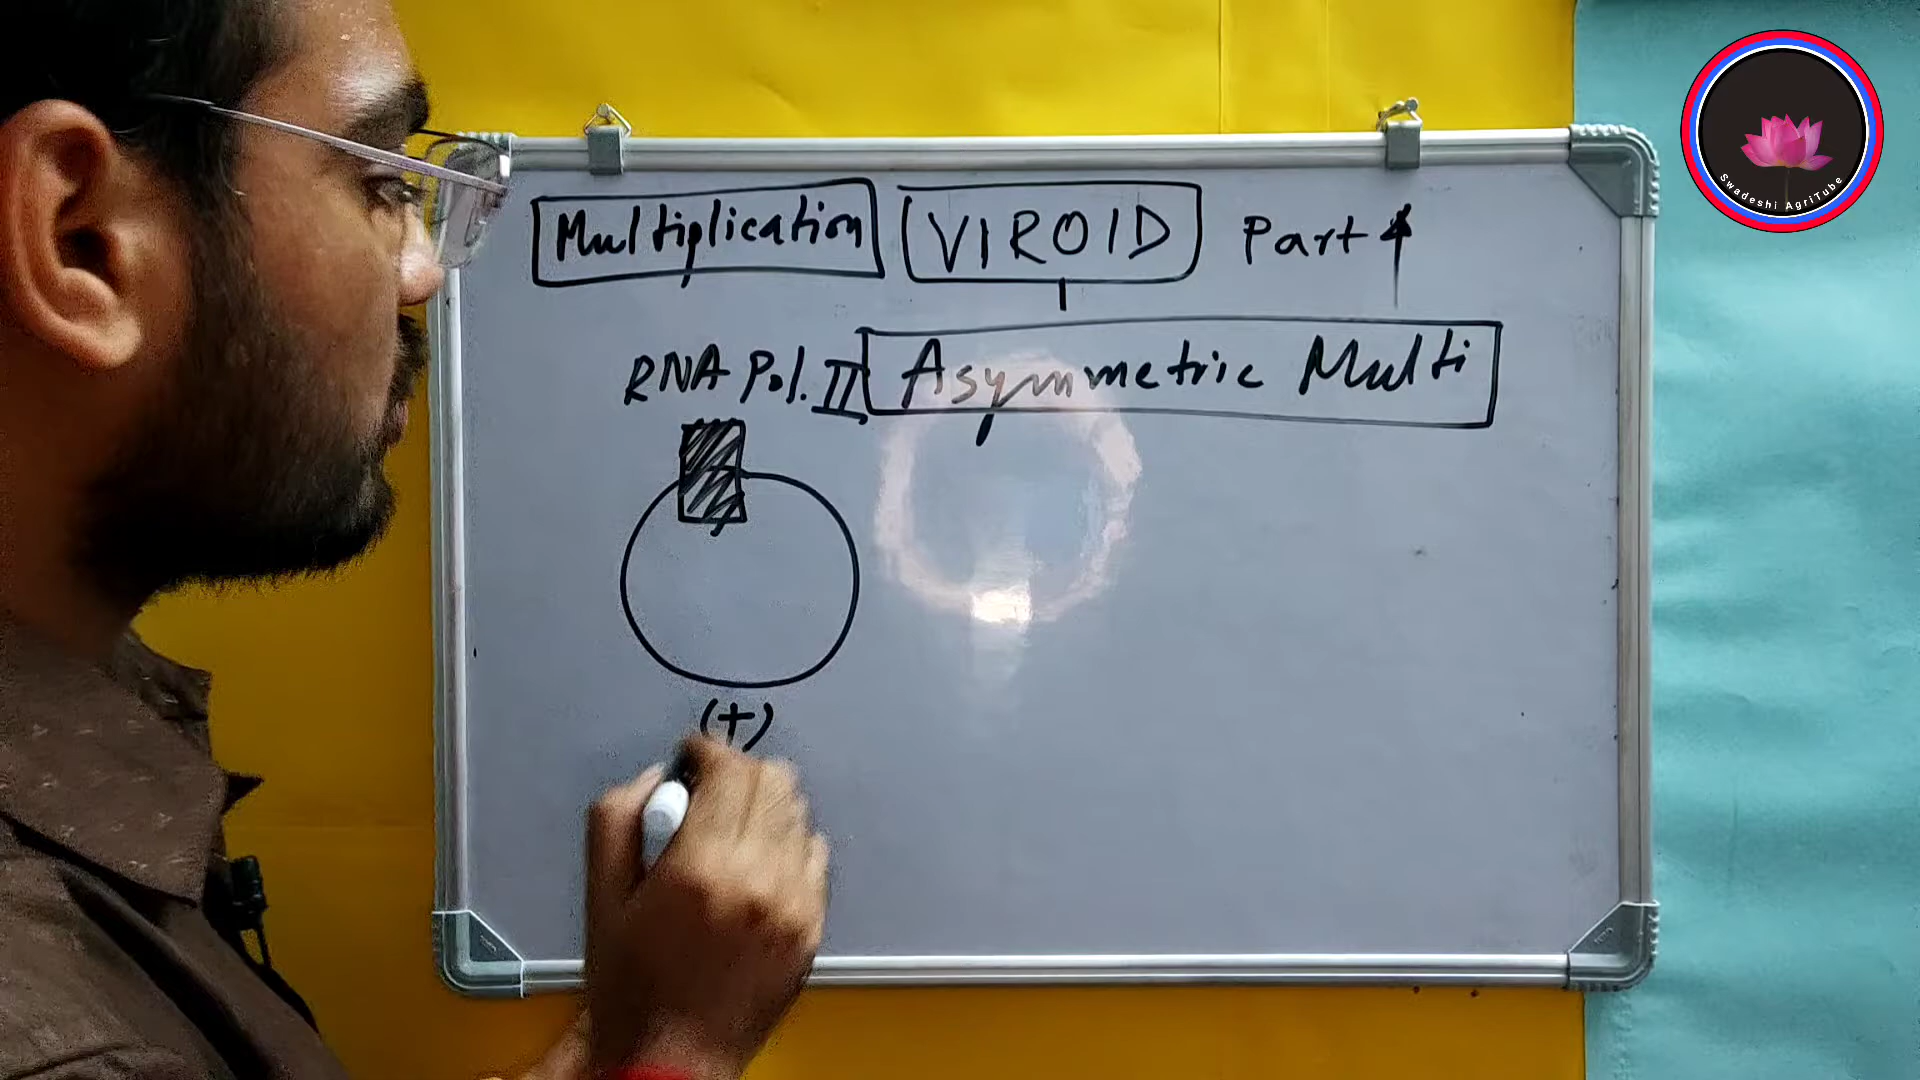 Multiplication VIROID Part 4
RNA Pol. II Asymmetric Multi
(+)
Swadeshi AgriTube